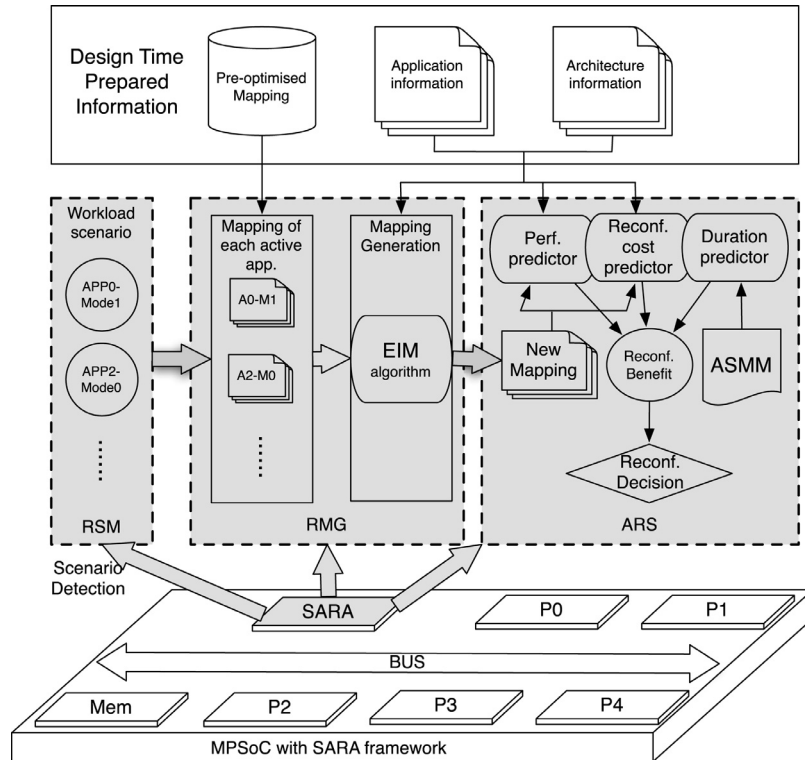 Design Time
Prepared
Information
Pre-optimised
Mapping
Application
information
Architecture
information
Workload
scenario
APP0-
Mode1
APP2-
Mode0
RSM
Mapping of
each active
app.
A0-M1
A2-M0
Mapping
Generation
EIM
algorithm
RMG
Perf.
predictor
Reconf.
cost
predictor
Duration
predictor
New
Mapping
Reconf.
Benefit
ASMM
Reconf.
Decision
ARS
Scenario
Detection
SARA
P0
P1
BUS
Mem
P2
P3
P4
MPSoC with SARA framework